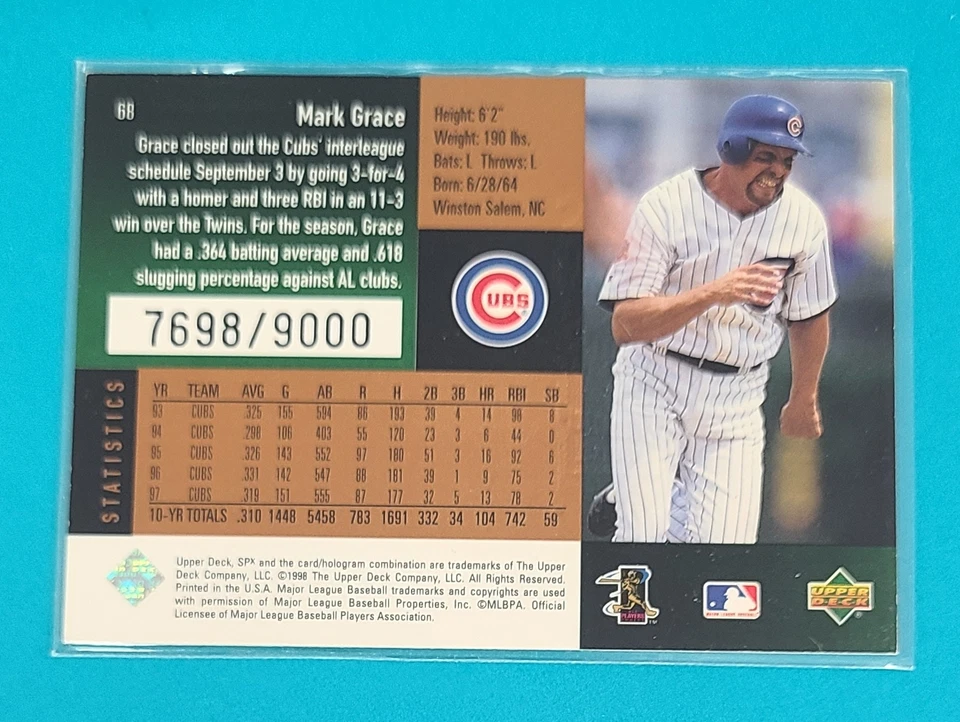 68
Mark Grace
Grace closed out the Cubs' interleague
schedule September 3 by going 3-for-4
with a homer and three RBI in an 11-3
win over the Twins. For the season, Grace
had a .364 batting average and .618
slugging percentage against AL clubs.
7698/9000
Height: 6'2"
Weight: 190 lbs.
Bats: L Throws: L
Born: 6/28/64
Winston Salem, NC
CUBS
STATISTICS
YR TEAM AVG G AB R H 2B 3B HR RBI SB
93 CUBS .325 155 594 86 193 39 4 14 98 8
94 CUBS .298 106 403 55 120 23 3 6 44 0
95 CUBS .326 143 552 97 180 51 3 16 92 6
96 CUBS .331 142 547 88 181 39 1 9 75 2
97 CUBS .319 151 555 87 177 32 5 13 78 2
10-YR TOTALS .310 1448 5458 783 1691 332 34 104 742 59
Upper Deck, SPx and the card/hologram combination are trademarks of The Upper
Deck Company, LLC. ©1998 The Upper Deck Company, LLC. All Rights Reserved.
Printed in the U.S.A. Major League Baseball trademarks and copyrights are used
with permission of Major League Baseball Properties, Inc. ©MLBPA. Official
Licensee of Major League Baseball Players Association.
C
PLAYERS
TM
MAJOR LEAGUE BASEBALL
UPPER
DECK
®